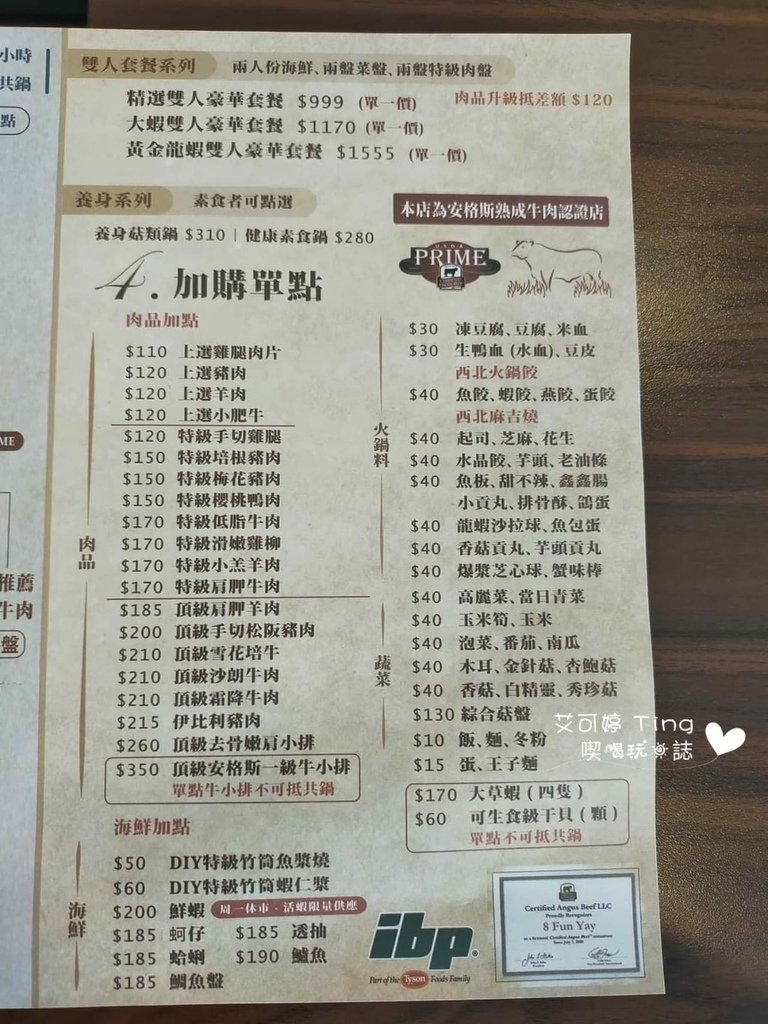 小時
共鍋
點
ME
推薦
牛肉
盤
雙人套餐系列 兩人份海鮮、兩盤菜盤、兩盤特級肉盤
精選雙人豪華套餐 $999 (單一價) 肉品升級抵差額 $120
大蝦雙人豪華套餐 $1170 (單一價)
黃金龍蝦雙人豪華套餐 $1555 (單一價)
養身系列 素食者可點選
養身菇類鍋 $310 | 健康素食鍋 $280
本店為安格斯熟成牛肉認證店
USDA
PRIME
4. 加購單點
肉品加點
肉品
$110 上選雞腿肉片
$120 上選豬肉
$120 上選羊肉
$120 上選小肥牛
$120 特級手切雞腿
$150 特級培根豬肉
$150 特級梅花豬肉
$150 特級櫻桃鴨肉
$170 特級低脂牛肉
$170 特級滑嫩雞柳
$170 特級小羔羊肉
$170 特級肩胛牛肉
$185 頂級肩胛羊肉
$200 頂級手切松阪豬肉
$210 頂級雪花培牛
$210 頂級沙朗牛肉
$210 頂級霜降牛肉
$215 伊比利豬肉
$260 頂級去骨嫩肩小排
$350 頂級安格斯一級牛小排
單點牛小排不可抵共鍋
海鮮加點
海鮮
$50 DIY特級竹筒魚漿燒
$60 DIY特級竹筒蝦仁漿
$200 鮮蝦 周一休市 - 活蝦限量供應
$185 蚵仔 $185 透抽
$185 蛤蜊 $190 鱸魚
$185 鯛魚盤
火鍋料
$30 凍豆腐、豆腐、米血
$30 生鴨血 (水血)、豆皮
西北火鍋餃
$40 魚餃、蝦餃、燕餃、蛋餃
西北麻吉燒
$40 起司、芝麻、花生
$40 水晶餃、芋頭、老油條
$40 魚板、甜不辣、鑫鑫腸
小貢丸、排骨酥、鴿蛋
$40 龍蝦沙拉球、魚包蛋
$40 香菇貢丸、芋頭貢丸
$40 爆漿芝心球、蟹味棒
蔬菜
$40 高麗菜、當日青菜
$40 玉米筍、玉米
$40 泡菜、番茄、南瓜
$40 木耳、金針菇、杏鮑菇
$40 香菇、白精靈、秀珍菇
$130 綜合菇盤
$10 飯、麵、冬粉
$15 蛋、王子麵
$170 大草蝦 ( 四隻 )
$60 可生食級干貝 ( 顆 )
單點不可抵共鍋
艾可婷 Ting
喫喝玩樂誌
ibp
Part of the Tyson Foods Family
Certified Angus Beef LLC
Proudly Recognizes
8 Fun Yay